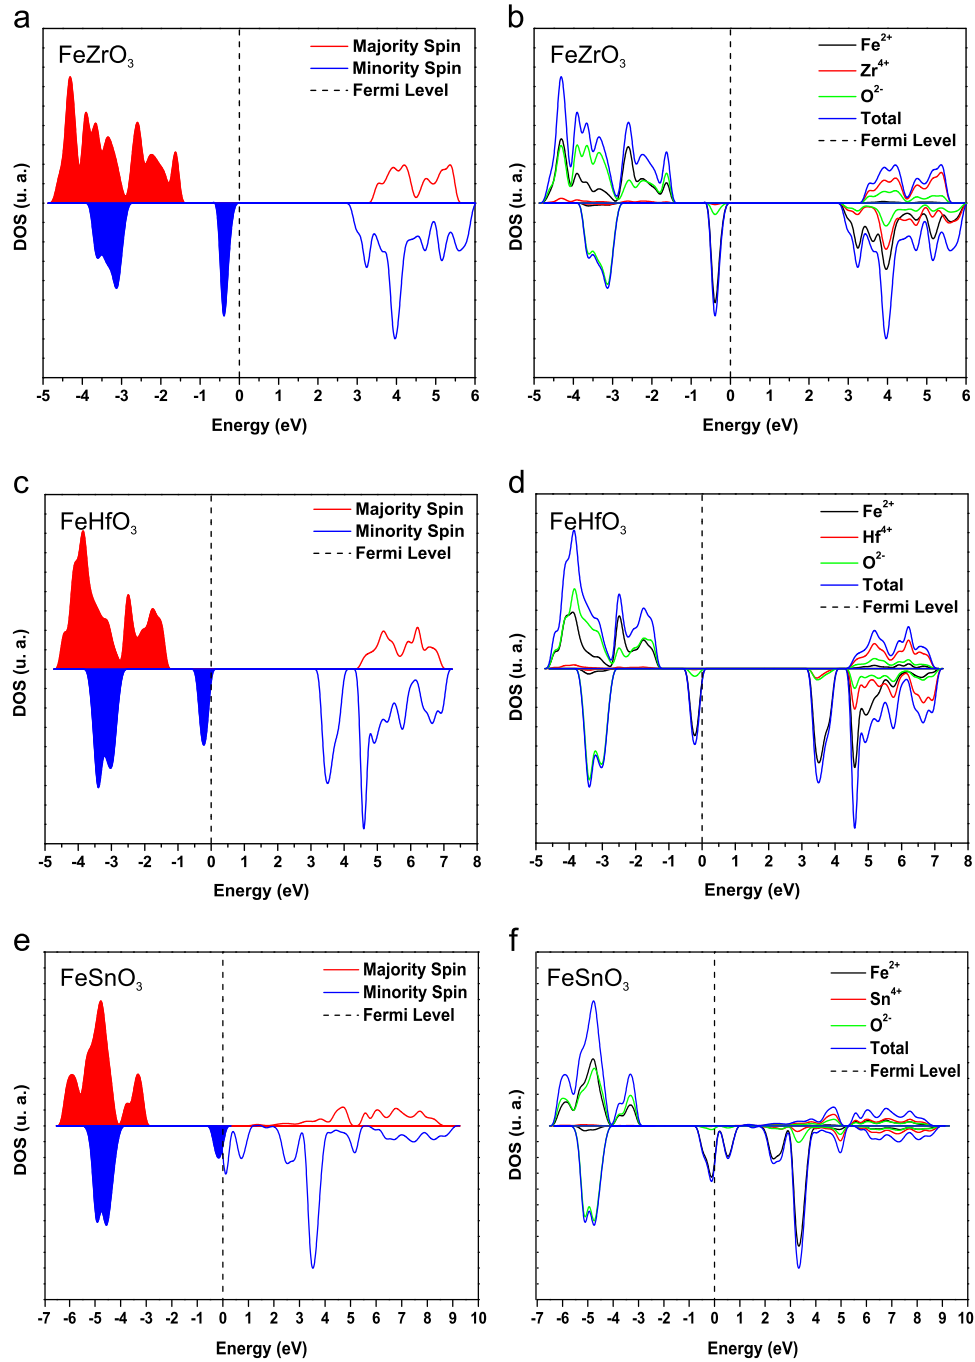 a
FeZrO3
Majority Spin
Minority Spin
Fermi Level
DOS (u. a.)
-5 -4 -3 -2 -1 0 1 2 3 4 5 6
Energy (eV)
b
FeZrO3
Fe2+
Zr4+
O2-
Total
Fermi Level
DOS (u. a.)
-5 -4 -3 -2 -1 0 1 2 3 4 5 6
Energy (eV)
c
FeHfO3
Majority Spin
Minority Spin
Fermi Level
DOS (u. a.)
-5 -4 -3 -2 -1 0 1 2 3 4 5 6 7 8
Energy (eV)
d
FeHfO3
Fe2+
Hf4+
O2-
Total
Fermi Level
DOS (u. a.)
-5 -4 -3 -2 -1 0 1 2 3 4 5 6 7 8
Energy (eV)
e
FeSnO3
Majority Spin
Minority Spin
Fermi Level
DOS (u. a.)
-7 -6 -5 -4 -3 -2 -1 0 1 2 3 4 5 6 7 8 9 10
Energy (eV)
f
FeSnO3
Fe2+
Sn4+
O2-
Total
Fermi Level
DOS (u. a.)
-7 -6 -5 -4 -3 -2 -1 0 1 2 3 4 5 6 7 8 9 10
Energy (eV)